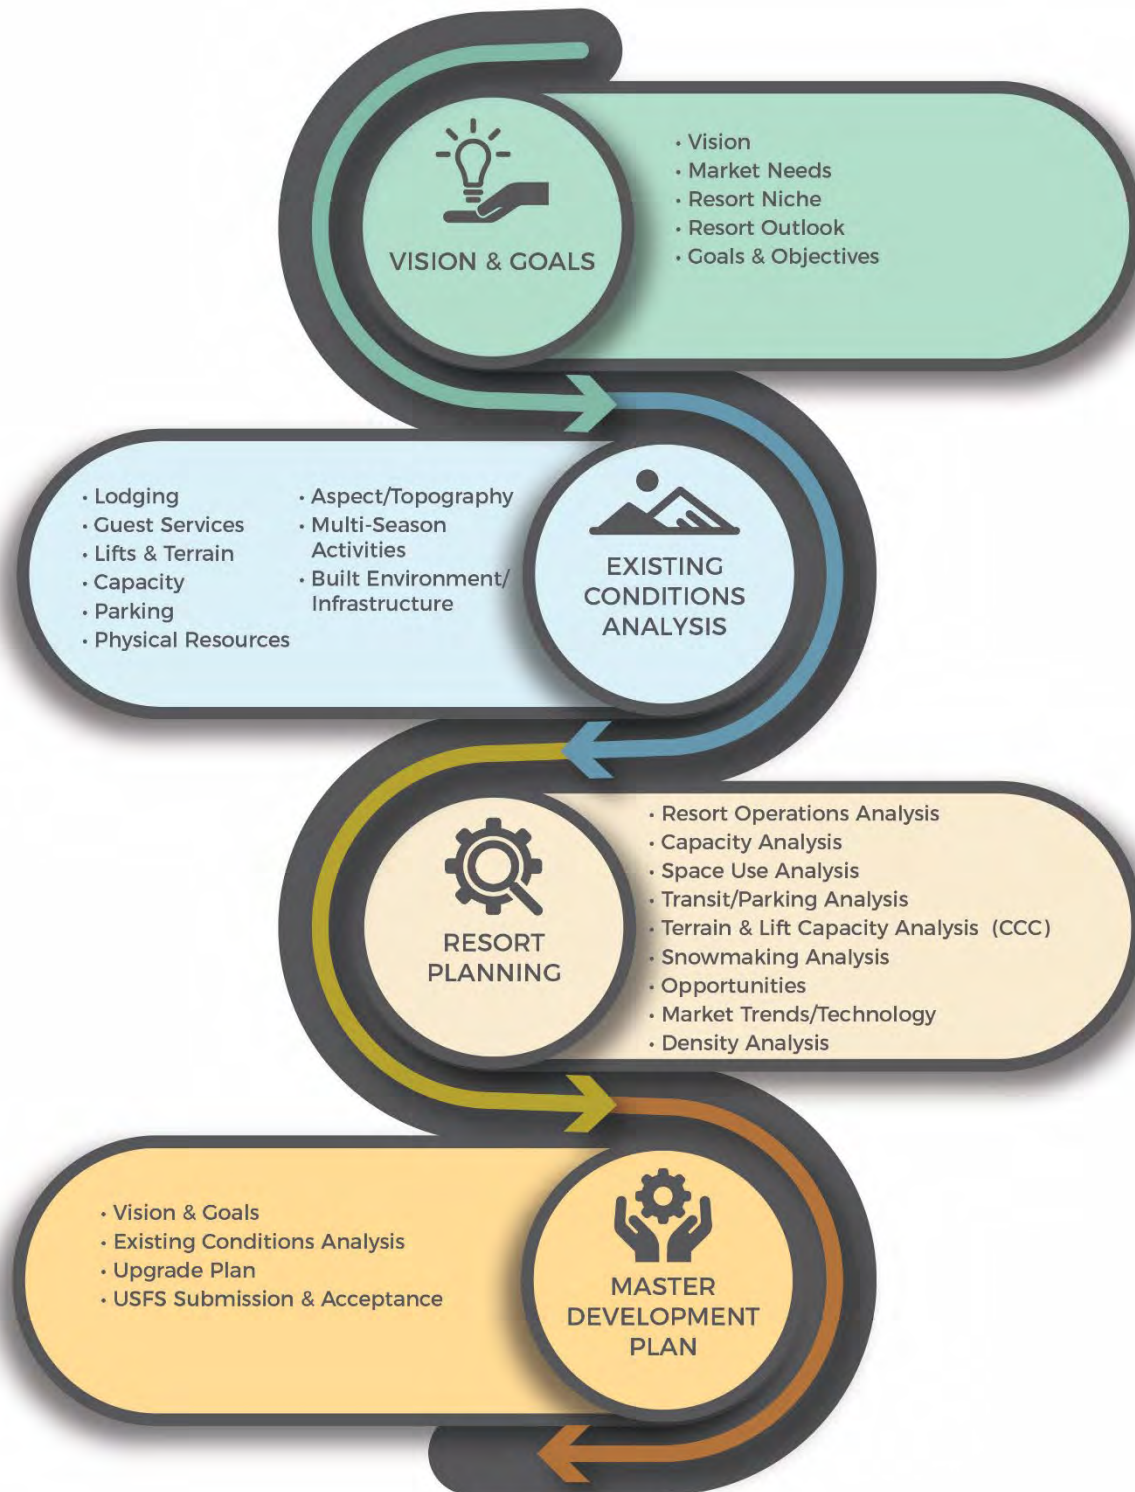 VISION & GOALS
• Vision
• Market Needs
• Resort Niche
• Resort Outlook
• Goals & Objectives
• Lodging
• Guest Services
• Lifts & Terrain
• Capacity
• Parking
• Physical Resources
• Aspect/Topography
• Multi-Season
Activities
• Built Environment/
Infrastructure
EXISTING
CONDITIONS
ANALYSIS
RESORT
PLANNING
• Resort Operations Analysis
• Capacity Analysis
• Space Use Analysis
• Transit/Parking Analysis
• Terrain & Lift Capacity Analysis (CCC)
• Snowmaking Analysis
• Opportunities
• Market Trends/Technology
• Density Analysis
• Vision & Goals
• Existing Conditions Analysis
• Upgrade Plan
• USFS Submission & Acceptance
MASTER
DEVELOPMENT
PLAN